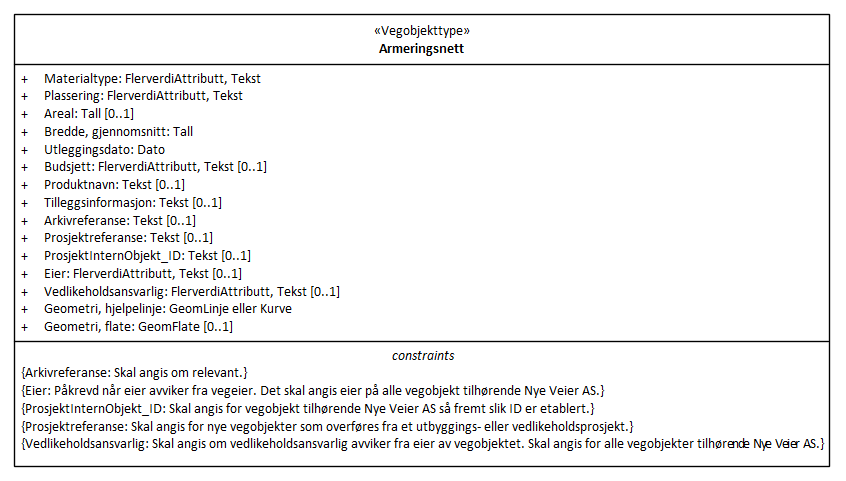 «Vegobjekttype»
Armeringsnett
+ Materialtype: FlerverdiAttributt, Tekst
+ Plassering: FlerverdiAttributt, Tekst
+ Areal: Tall [0..1]
+ Bredde, gjennomsnitt: Tall
+ Utleggingsdato: Dato
+ Budsjett: FlerverdiAttributt, Tekst [0..1]
+ Produktnavn: Tekst [0..1]
+ Tilleggsinformasjon: Tekst [0..1]
+ Arkivreferanse: Tekst [0..1]
+ Prosjektreferanse: Tekst [0..1]
+ ProsjektInternObjekt_ID: Tekst [0..1]
+ Eier: FlerverdiAttributt, Tekst [0..1]
+ Vedlikeholdsansvarlig: FlerverdiAttributt, Tekst [0..1]
+ Geometri, hjelpelinje: GeomLinje eller Kurve
+ Geometri, flate: GeomFlate [0..1]
constraints
{Arkivreferanse: Skal angis om relevant.}
{Eier: Påkrevd når eier avviker fra vegeier. Det skal angis eier på alle vegobjekt tilhørende Nye Veier AS.}
{ProsjektInternObjekt_ID: Skal angis for vegobjekt tilhørende Nye Veier AS så fremt slik ID er etablert.}
{Prosjektreferanse: Skal angis for nye vegobjekter som overføres fra et utbyggings- eller vedlikeholdsprosjekt.}
{Vedlikeholdsansvarlig: Skal angis om vedlikeholdsansvarlig avviker fra eier av vegobjektet. Skal angis for alle vegobjekter tilhørende Nye Veier AS.}